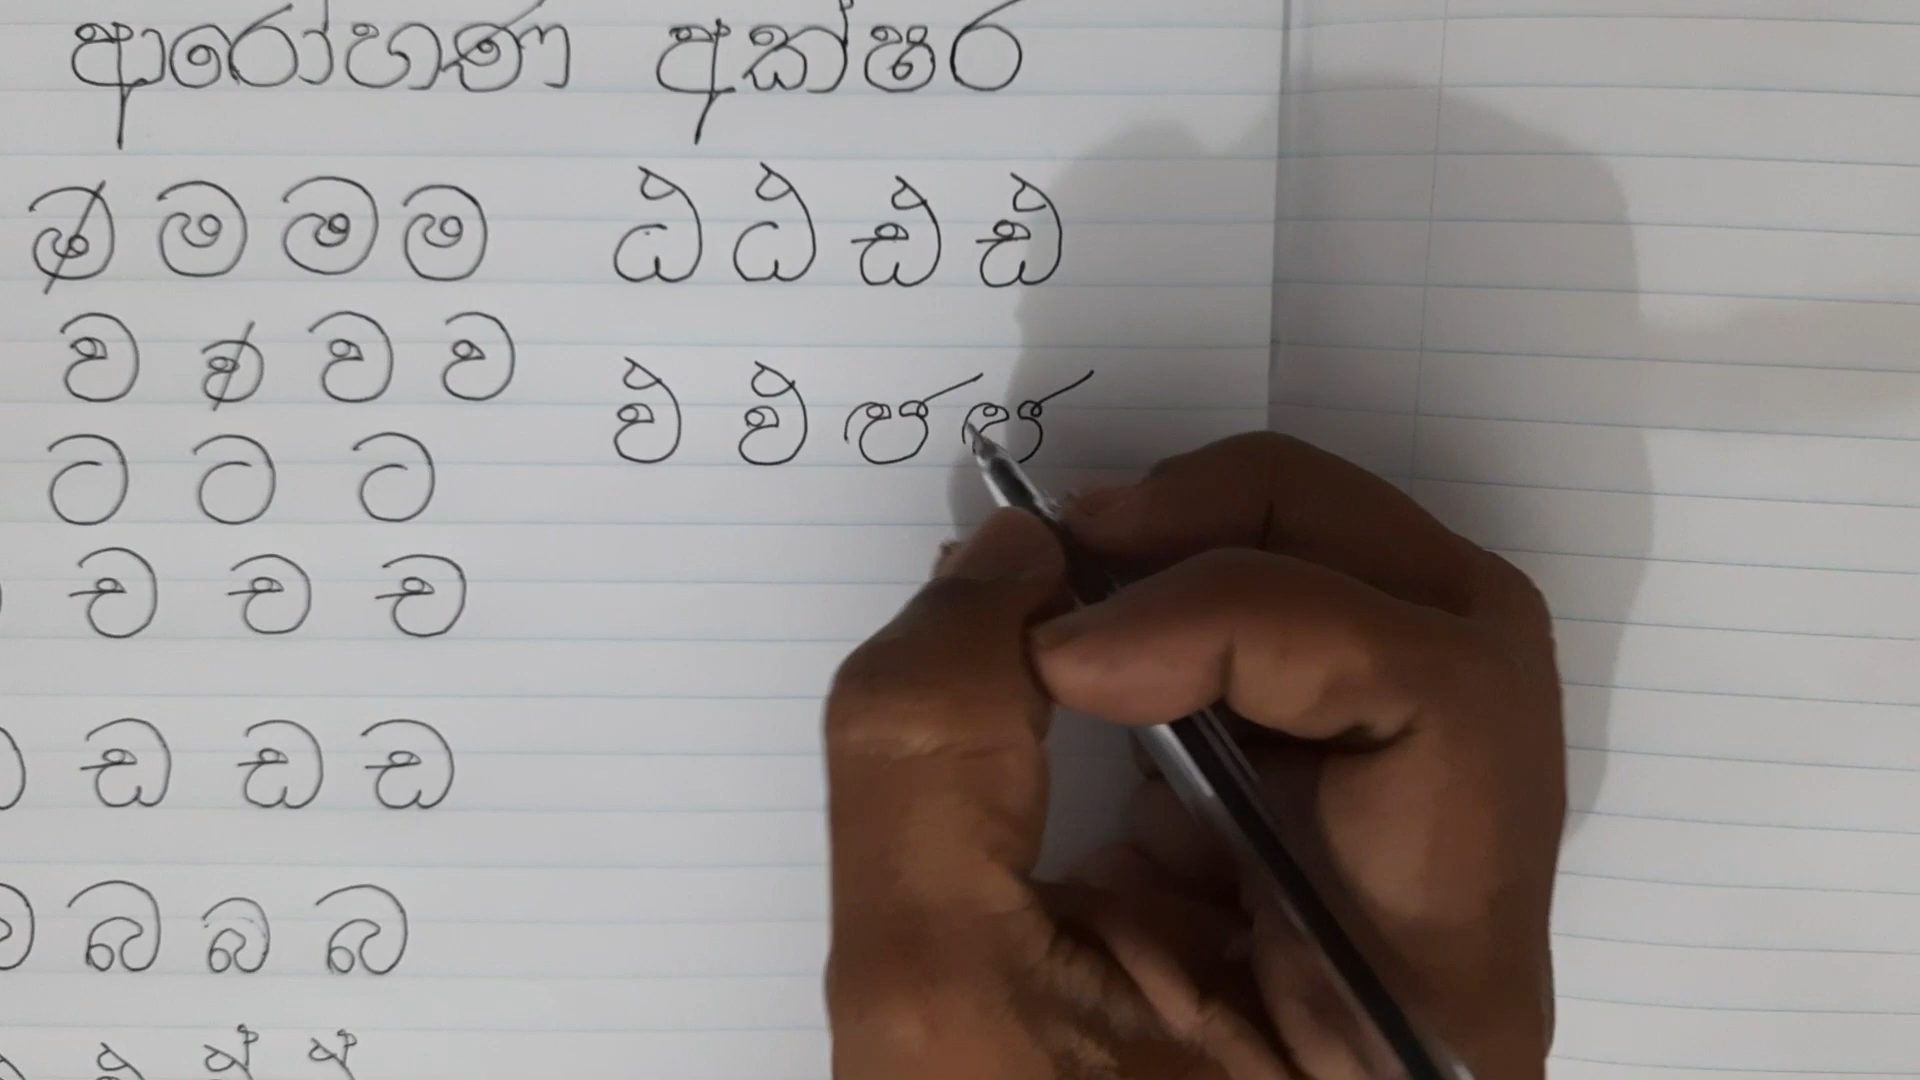 ආරෝහණ අක්ෂර
ම ම ම ධ් ධ් ඩ් ඩ්
ව ව ව ව් ව් ජ ජ
ට ට ට
ච ච ච
ඩ ඩ ඩ
බ බ බ